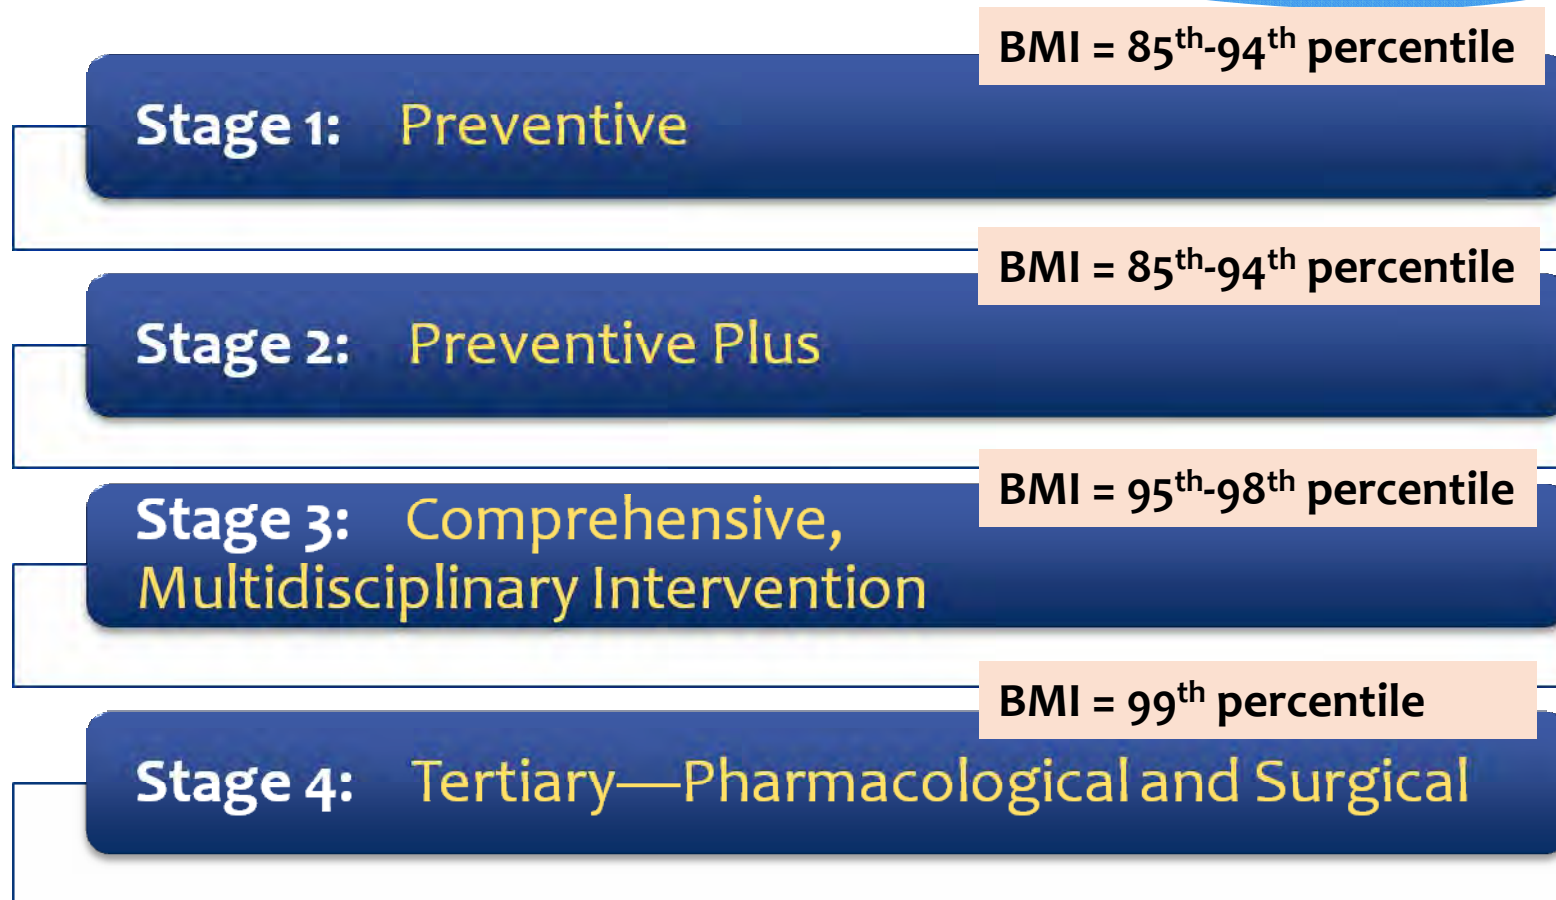 BMI = 85th-94th percentile
Stage 1: Preventive
BMI = 85th-94th percentile
Stage 2: Preventive Plus
BMI = 95th-98th percentile
Stage 3: Comprehensive,
Multidisciplinary Intervention
BMI = 99th percentile
Stage 4: Tertiary—Pharmacological and Surgical